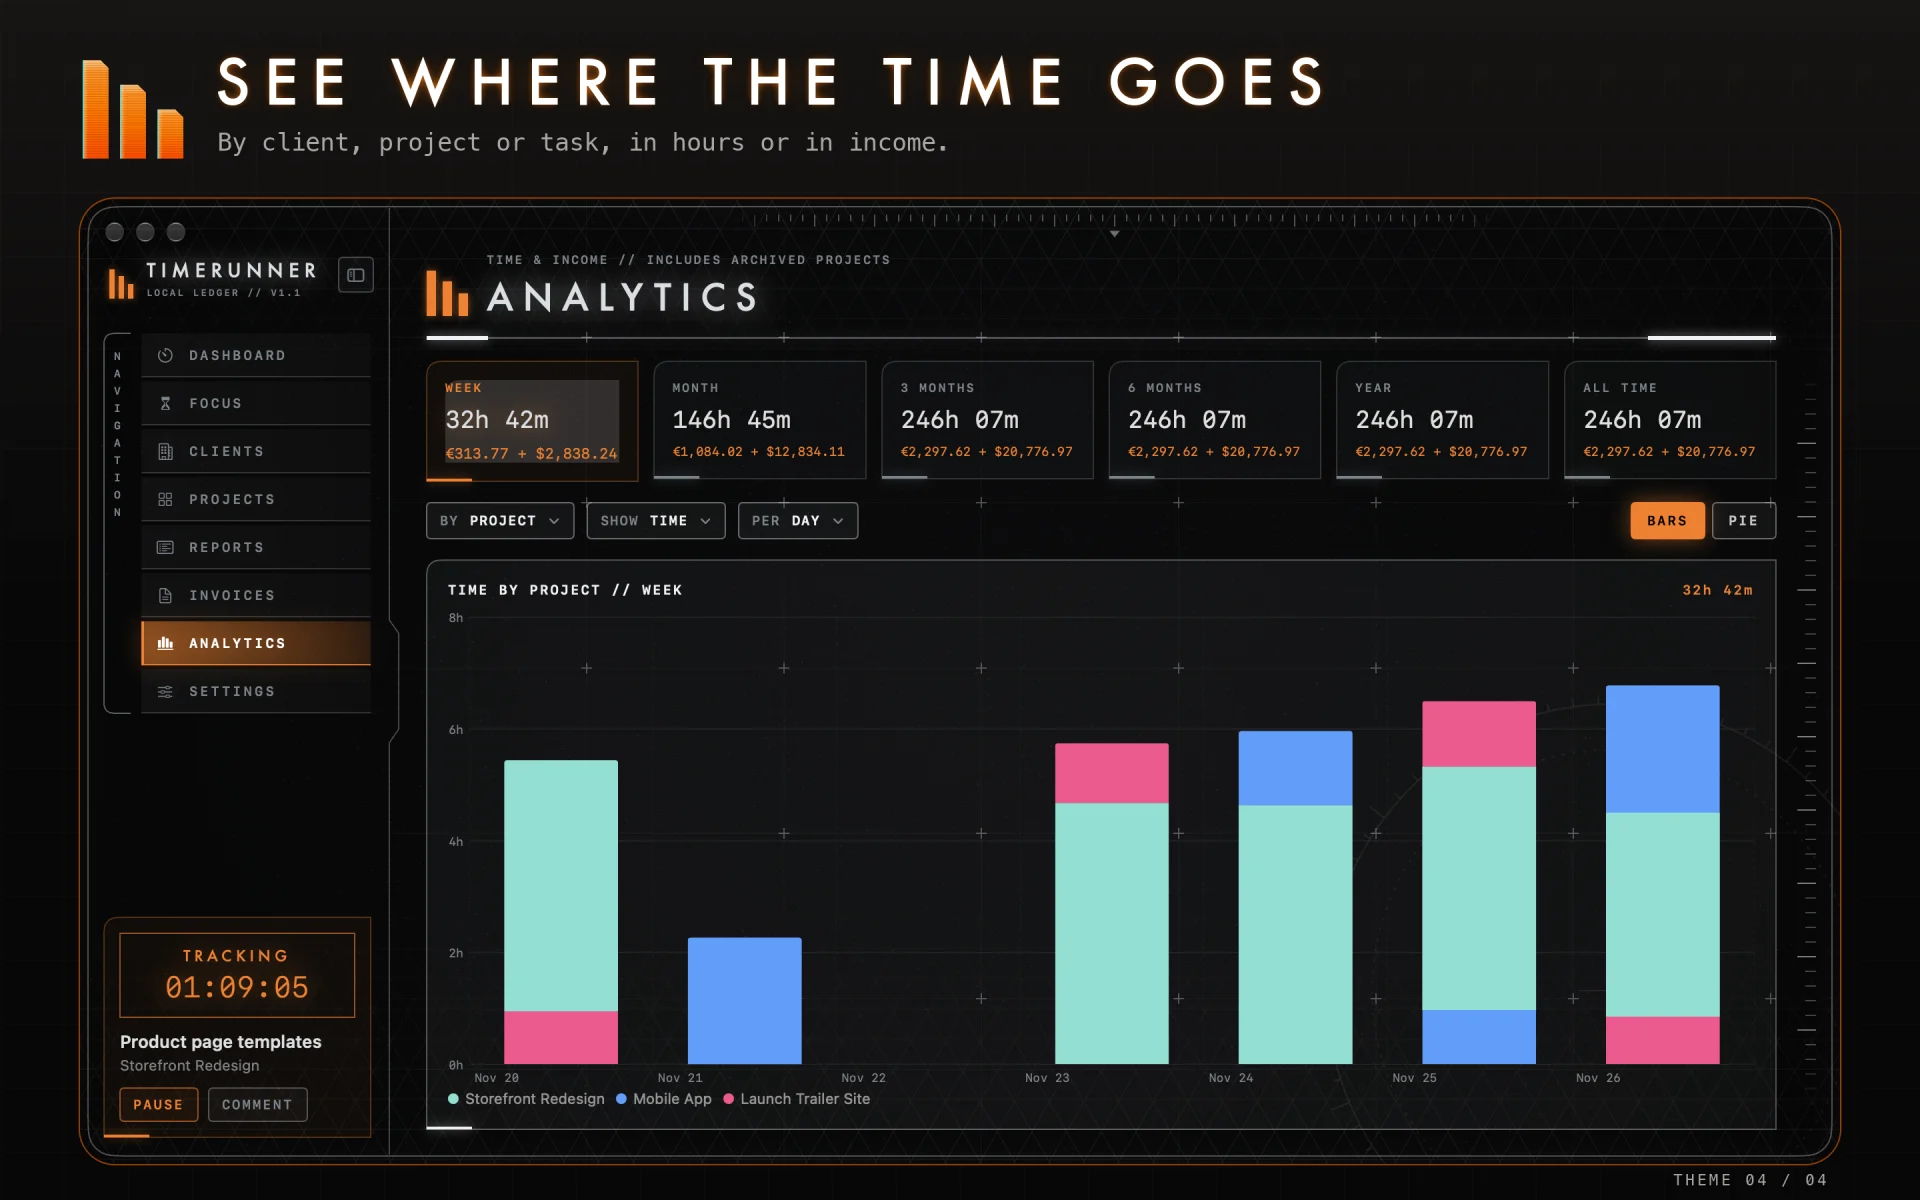 SEE WHERE THE TIME GOES
By client, project or task, in hours or in income.
TIMERUNNER
LOCAL LEDGER // V1.1
NAVIGATION
DASHBOARD
FOCUS
CLIENTS
PROJECTS
REPORTS
INVOICES
ANALYTICS
SETTINGS
TRACKING
01:09:05
Product page templates
Storefront Redesign
PAUSE COMMENT
TIME & INCOME // INCLUDES ARCHIVED PROJECTS
ANALYTICS
WEEK
32h 42m
€313.77 + $2,838.24
MONTH
146h 45m
€1,084.02 + $12,834.11
3 MONTHS
246h 07m
€2,297.62 + $20,776.97
6 MONTHS
246h 07m
€2,297.62 + $20,776.97
YEAR
246h 07m
€2,297.62 + $20,776.97
ALL TIME
246h 07m
€2,297.62 + $20,776.97
BY PROJECT SHOW TIME PER DAY BARS PIE
TIME BY PROJECT // WEEK 32h 42m
8h
6h
4h
2h
0h
Nov 20 Nov 21 Nov 22 Nov 23 Nov 24 Nov 25 Nov 26
Storefront Redesign Mobile App Launch Trailer Site
THEME 04 / 04